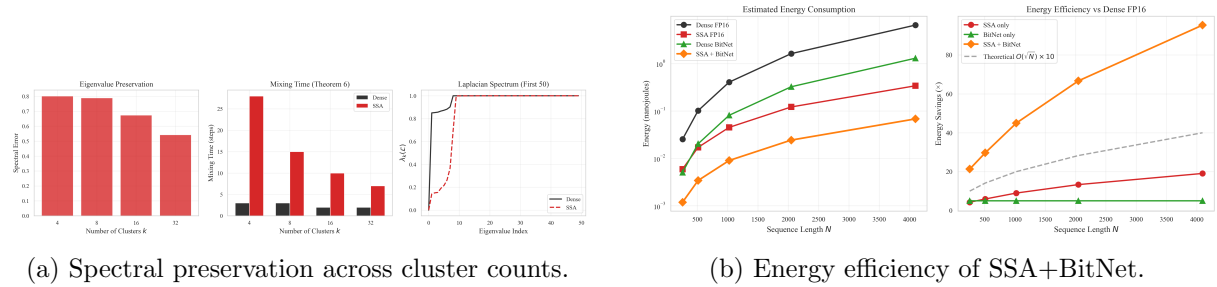 Eigenvalue Preservation
Spectral Error
0.8
0.7
0.6
0.5
0.4
0.3
0.2
0.1
0.0
4 8 16 32
Number of Clusters k
Mixing Time (Theorem 6)
Mixing Time (steps)
25
20
15
10
5
0
Dense
SSA
4 8 16 32
Number of Clusters k
Laplacian Spectrum (First 50)
λₖ(ℒ)
1.0
0.8
0.6
0.4
0.2
0.0
Dense
SSA
0 10 20 30 40 50
Eigenvalue Index
(a) Spectral preservation across cluster counts.
Estimated Energy Consumption
Dense FP16
SSA FP16
Dense BitNet
SSA + BitNet
Energy (nanojoules)
10⁰
10⁻¹
10⁻²
10⁻³
500 1000 1500 2000 2500 3000 3500 4000
Sequence Length N
Energy Efficiency vs Dense FP16
SSA only
BitNet only
SSA + BitNet
Theoretical O(√N) × 10
Energy Savings (×)
80
60
40
20
0
500 1000 1500 2000 2500 3000 3500 4000
Sequence Length N
(b) Energy efficiency of SSA+BitNet.